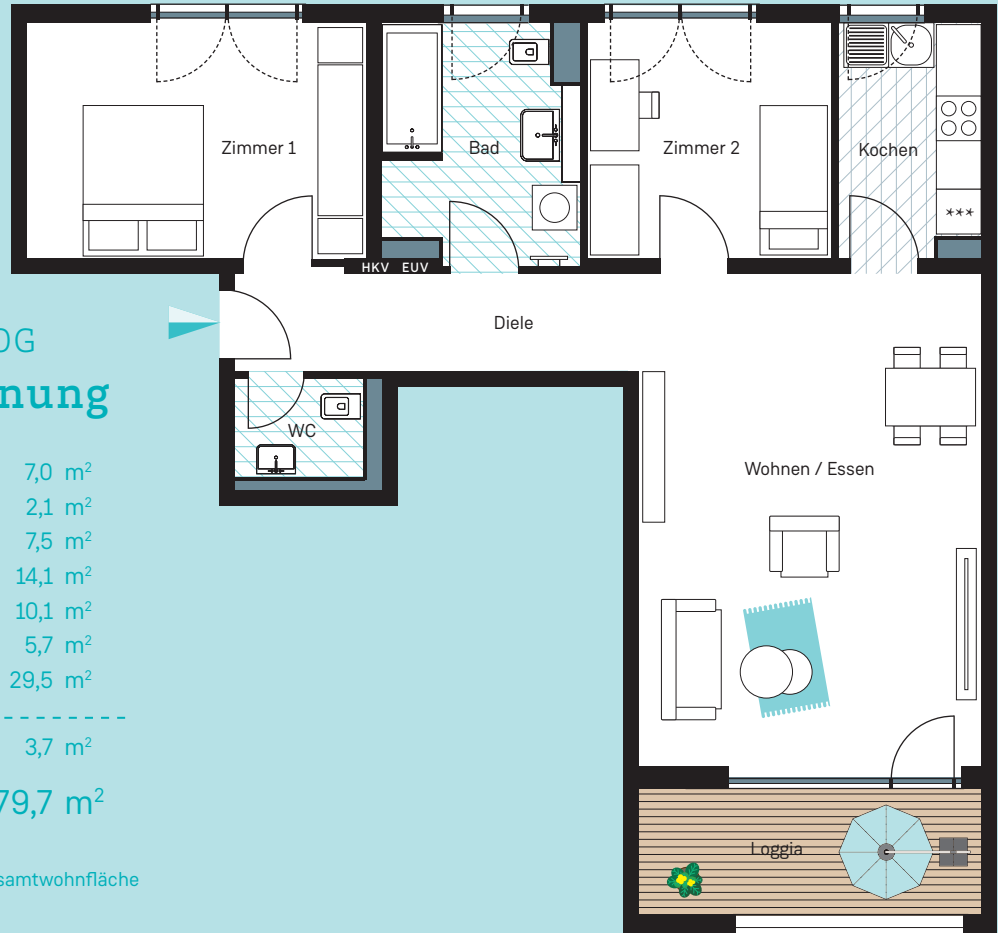 Zimmer 1
Bad
Zimmer 2
Kochen
***
HKV EUV
Diele
OG
nung
WC
7,0 m²
2,1 m²
7,5 m²
14,1 m²
10,1 m²
5,7 m²
29,5 m²
3,7 m²
79,7 m²
samtwohnfläche
Wohnen / Essen
Loggia